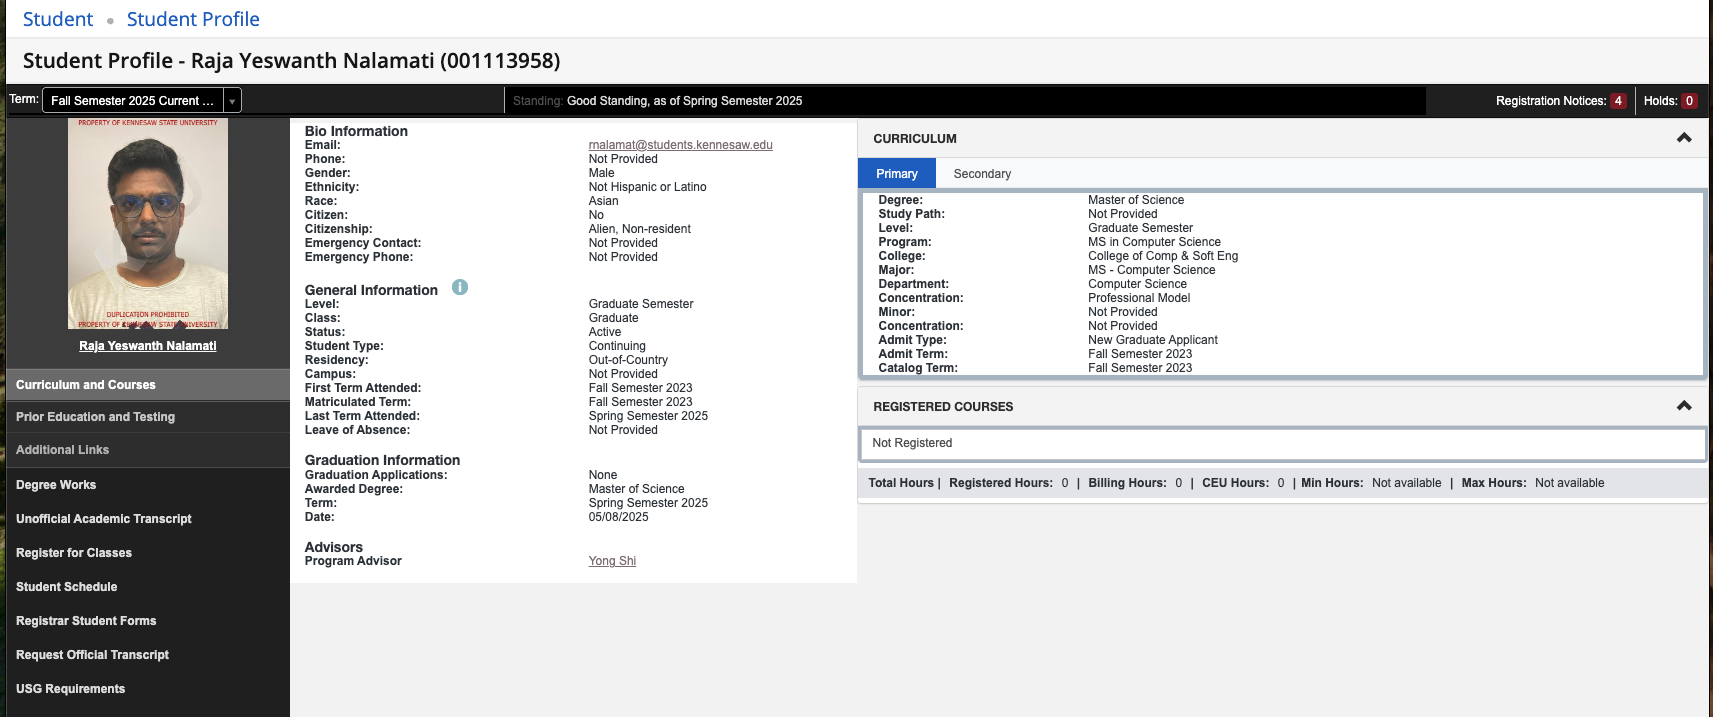 Student • Student Profile
Student Profile - Raja Yeswanth Nalamati (001113958)
Term: Fall Semester 2025 Current ...
Standing: Good Standing, as of Spring Semester 2025
Registration Notices: 4 Holds: 0
PROPERTY OF KENNESAW STATE UNIVERSITY
DUPLICATION PROHIBITED
PROPERTY OF KENNESAW STATE UNIVERSITY
Raja Yeswanth Nalamati
Curriculum and Courses
Prior Education and Testing
Additional Links
Degree Works
Unofficial Academic Transcript
Register for Classes
Student Schedule
Registrar Student Forms
Request Official Transcript
USG Requirements
Bio Information
Email: rnalamat@students.kennesaw.edu
Phone: Not Provided
Gender: Male
Ethnicity: Not Hispanic or Latino
Race: Asian
Citizen: No
Citizenship: Alien, Non-resident
Emergency Contact: Not Provided
Emergency Phone: Not Provided
General Information
Level: Graduate Semester
Class: Graduate
Status: Active
Student Type: Continuing
Residency: Out-of-Country
Campus: Not Provided
First Term Attended: Fall Semester 2023
Matriculated Term: Fall Semester 2023
Last Term Attended: Spring Semester 2025
Leave of Absence: Not Provided
Graduation Information
Graduation Applications: None
Awarded Degree: Master of Science
Term: Spring Semester 2025
Date: 05/08/2025
Advisors
Program Advisor Yong Shi
CURRICULUM
Primary Secondary
Degree: Master of Science
Study Path: Not Provided
Level: Graduate Semester
Program: MS in Computer Science
College: College of Comp & Soft Eng
Major: MS - Computer Science
Department: Computer Science
Concentration: Professional Model
Minor: Not Provided
Concentration: Not Provided
Admit Type: New Graduate Applicant
Admit Term: Fall Semester 2023
Catalog Term: Fall Semester 2023
REGISTERED COURSES
Not Registered
Total Hours | Registered Hours: 0 | Billing Hours: 0 | CEU Hours: 0 | Min Hours: Not available | Max Hours: Not available